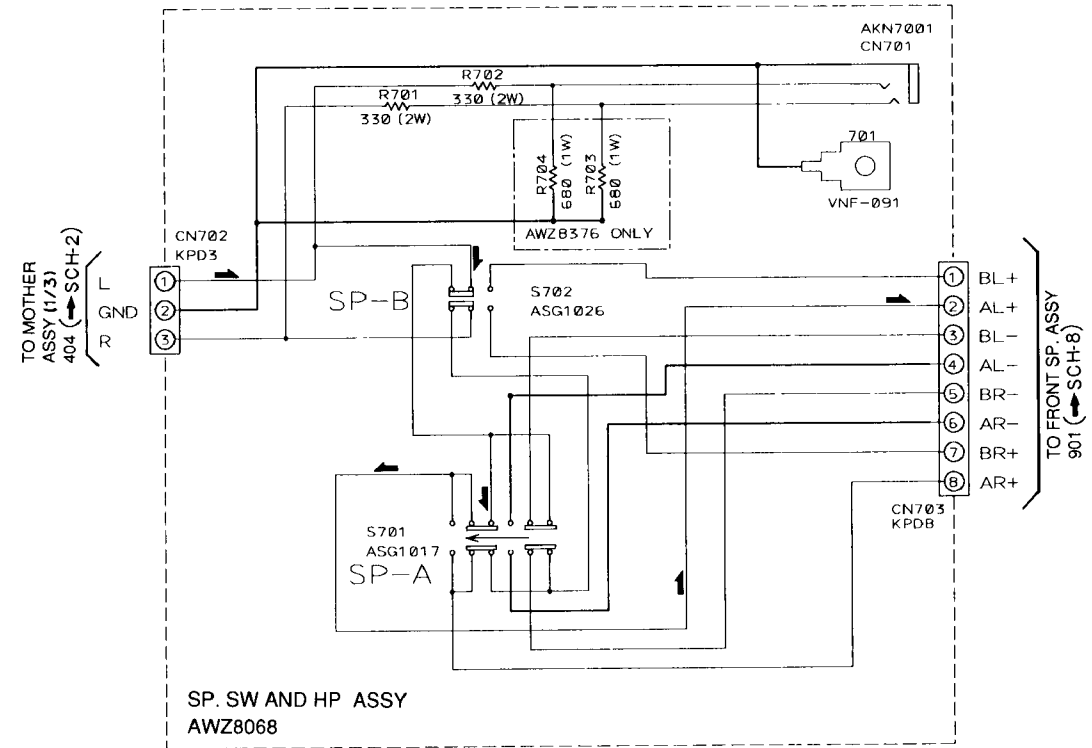 AKN7001
CN701
R702
330 (2W)
R701
330 (2W)
R704
680 (1W)
R703
680 (1W)
AWZ8376 ONLY
701
VNF-091
TO MOTHER
ASSY (1/3)
404 (➡SCH-2)
CN702
KPD3
L
GND
R
1
2
3
SP-B
S702
ASG1026
S701
ASG1017
SP-A
1
2
3
4
5
6
7
8
BL+
AL+
BL-
AL-
BR-
AR-
BR+
AR+
CN703
KPD8
TO FRONT SP. ASSY
901 (➡SCH-8)
SP. SW AND HP ASSY
AWZ8068